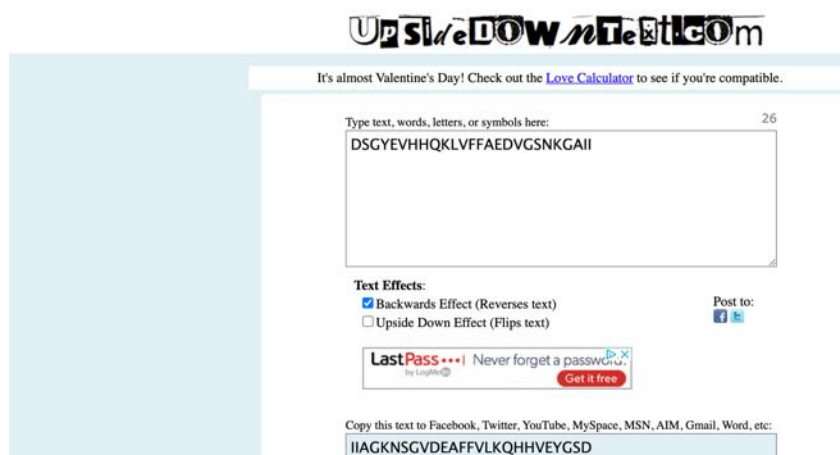 UpsideDownText.com
It's almost Valentine's Day! Check out the Love Calculator to see if you're compatible.
Type text, words, letters, or symbols here:
26
DSGYEVHHQKLVFFAEDVGSNKGAII
Text Effects:
Backwards Effect (Reverses text)
Upside Down Effect (Flips text)
Post to:
LastPass Never forget a password.
by LogMeIn
Get it free
Copy this text to Facebook, Twitter, YouTube, MySpace, MSN, AIM, Gmail, Word, etc:
IIAGKNSGVDEAFFVLKQHHVEYGSD